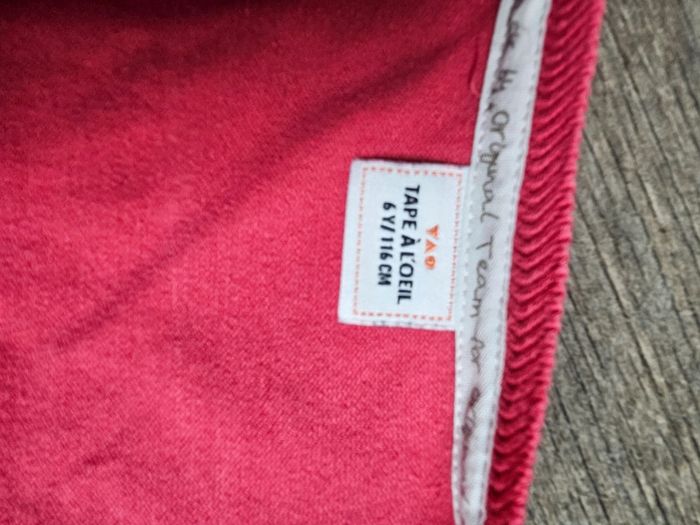 TAO
TAPE À L'OEIL
6 Y/116 CM
original Team